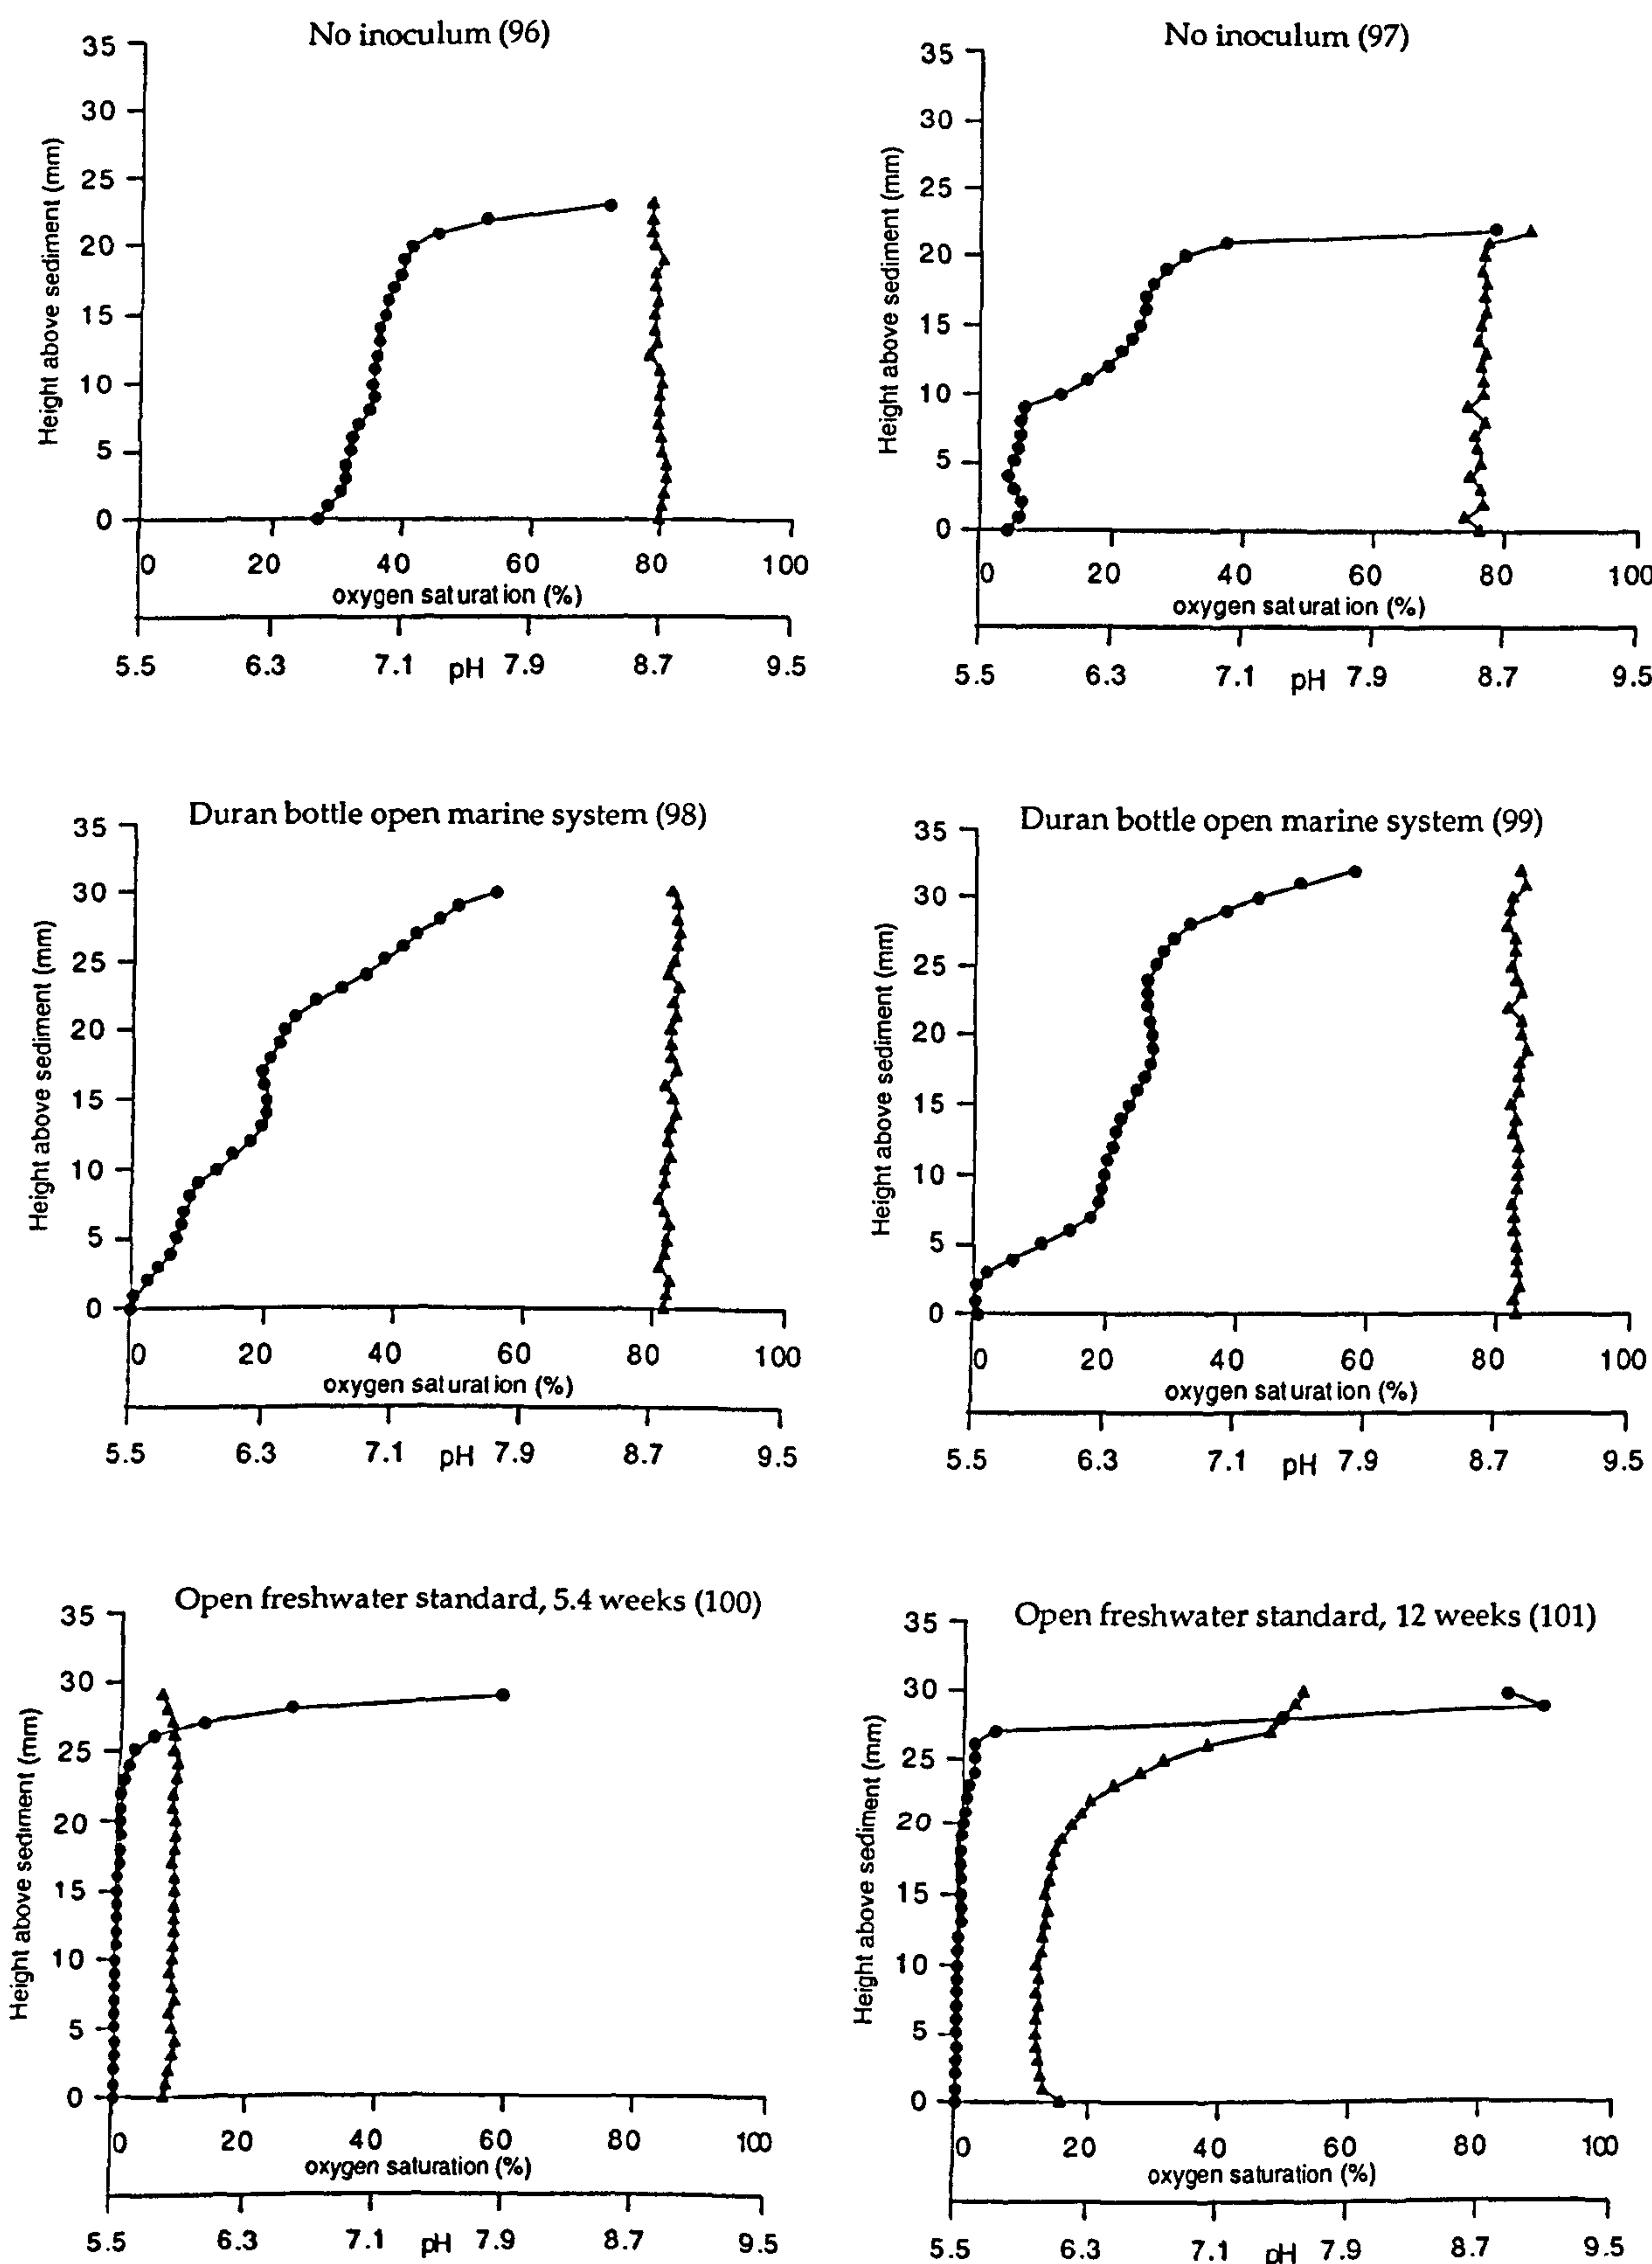 No inoculum (96)
35
30
25
20
15
10
5
0
Height above sediment (mm)
0 20 40 60 80 100
oxygen saturation (%)
5.5 6.3 7.1 pH 7.9 8.7 9.5
No inoculum (97)
35
30
25
20
15
10
5
0
Height above sediment (mm)
0 20 40 60 80 100
oxygen saturation (%)
5.5 6.3 7.1 pH 7.9 8.7 9.5
Duran bottle open marine system (98)
35
30
25
20
15
10
5
0
Height above sediment (mm)
0 20 40 60 80 100
oxygen saturation (%)
5.5 6.3 7.1 pH 7.9 8.7 9.5
Duran bottle open marine system (99)
35
30
25
20
15
10
5
0
Height above sediment (mm)
0 20 40 60 80 100
oxygen saturation (%)
5.5 6.3 7.1 pH 7.9 8.7 9.5
Open freshwater standard, 5.4 weeks (100)
35
30
25
20
15
10
5
0
Height above sediment (mm)
0 20 40 60 80 100
oxygen saturation (%)
5.5 6.3 7.1 pH 7.9 8.7 9.5
Open freshwater standard, 12 weeks (101)
35
30
25
20
15
10
5
0
Height above sediment (mm)
0 20 40 60 80 100
oxygen saturation (%)
5.5 6.3 7.1 pH 7.9 8.7 9.5